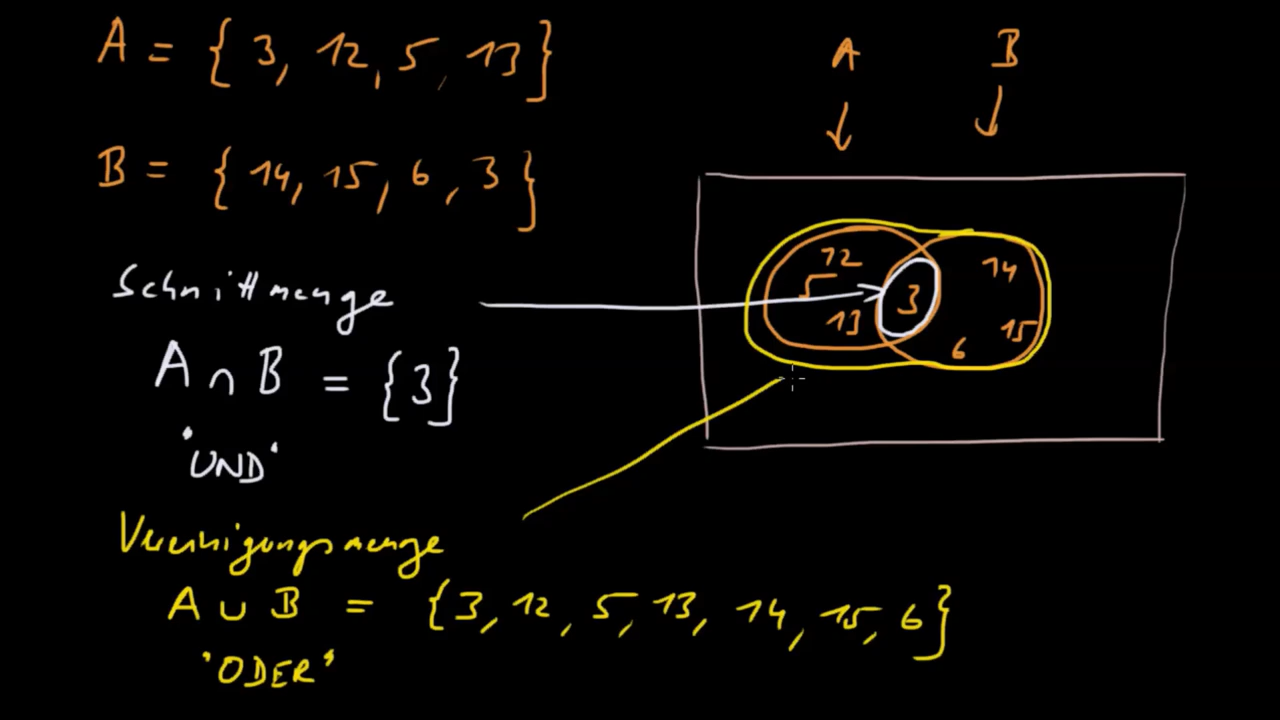 A = { 3, 12, 5, 13 }
B = { 14, 15, 6, 3 }
Schnittmenge
A ∩ B = {3}
"UND"
Vereinigungsmenge
A ∪ B = {3, 12, 5, 13, 14, 15, 6}
"ODER"
A B
12 14
5 3
13 15
6